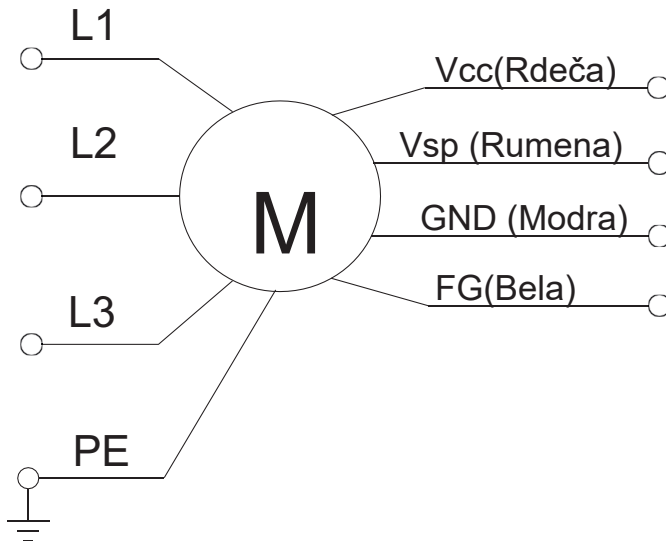 L1
Vcc(Rdeča)
L2
Vsp (Rumena)
M
GND (Modra)
L3
FG(Bela)
PE